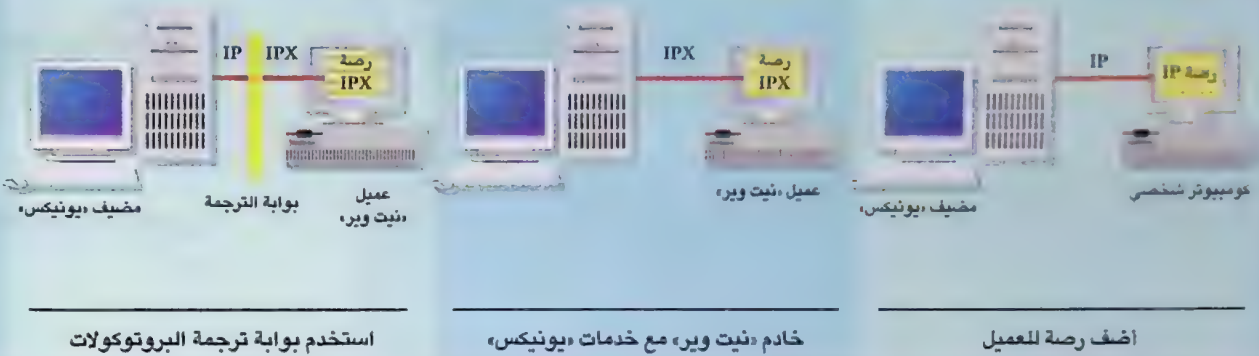 IP
رصة IP
مضيف «يونيكس»
كومبيوتر شخصي
أضف رصة للعميل
IPX
رصة
IPX
عميل «نيت وير»
خادم «نيت وير» مع خدمات «يونيكس»
IP IPX
رصة
IPX
مضيف «يونيكس»
بوابة الترجمة
عميل
«نيت وير»
استخدم بوابة ترجمة البروتوكولات